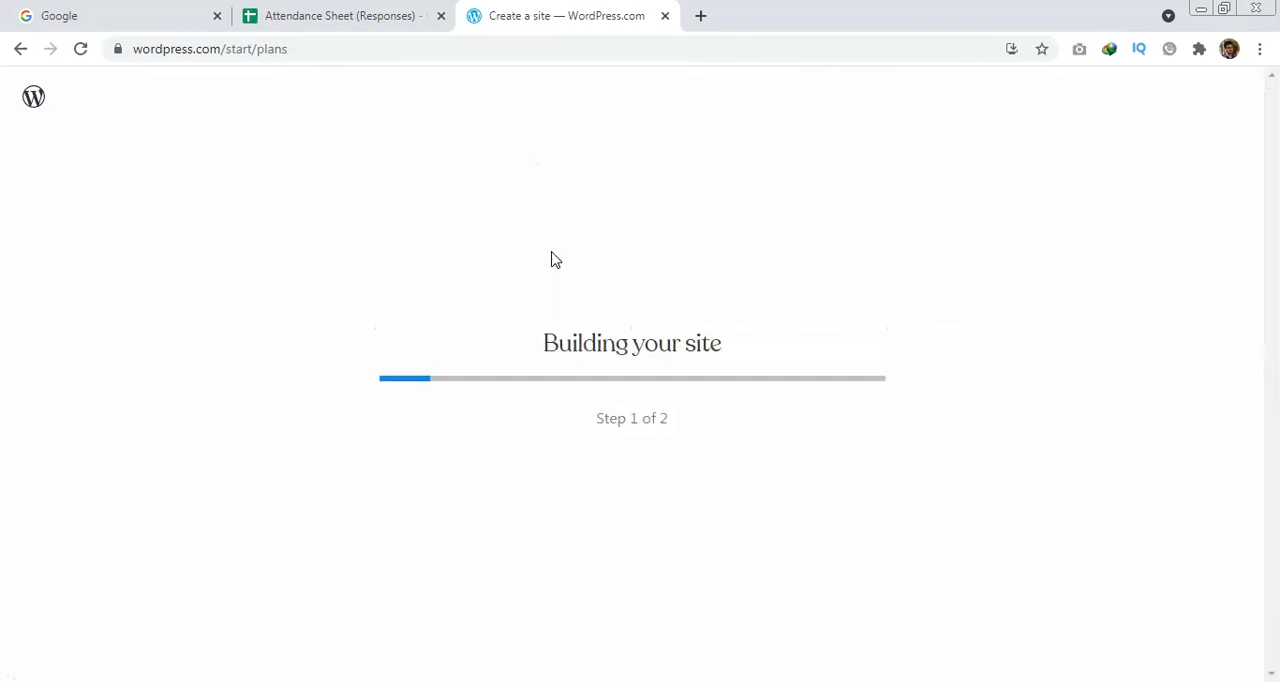 Google
Attendance Sheet (Responses) -
Create a site — WordPress.com
wordpress.com/start/plans
IQ
Building your site
Step 1 of 2